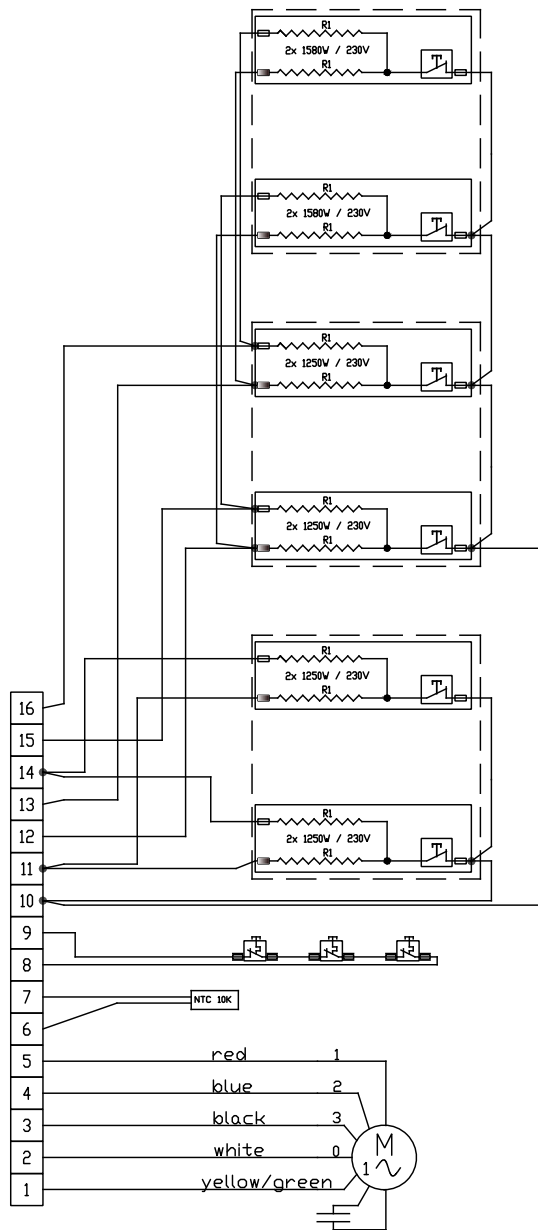 R1
2x 1580W / 230V
R1
R1
2x 1580W / 230V
R1
R1
2x 1250W / 230V
R1
R1
2x 1250W / 230V
R1
R1
2x 1250W / 230V
R1
R1
2x 1250W / 230V
R1
16
15
14
13
12
11
10
9
8
7
NTC 10K
6
5 red 1
4 blue 2
3 black 3
2 white 0
1 yellow/green
M
1